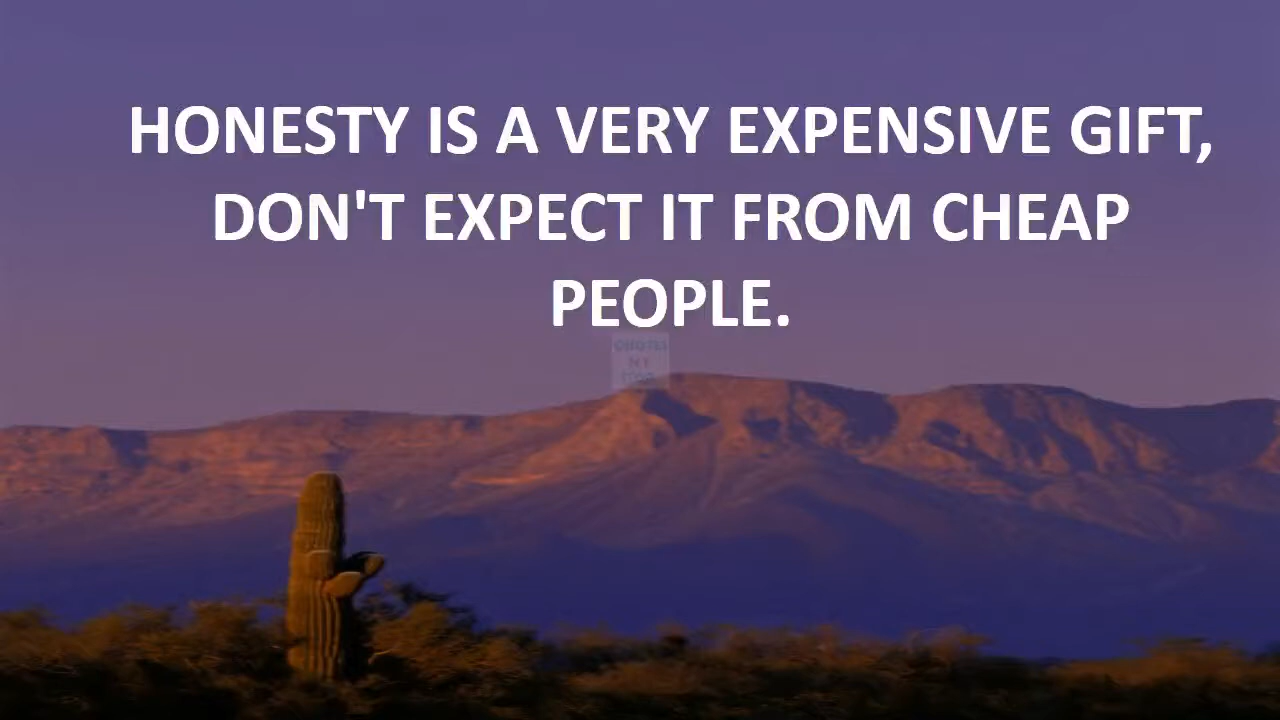 HONESTY IS A VERY EXPENSIVE GIFT,
DON'T EXPECT IT FROM CHEAP
PEOPLE.